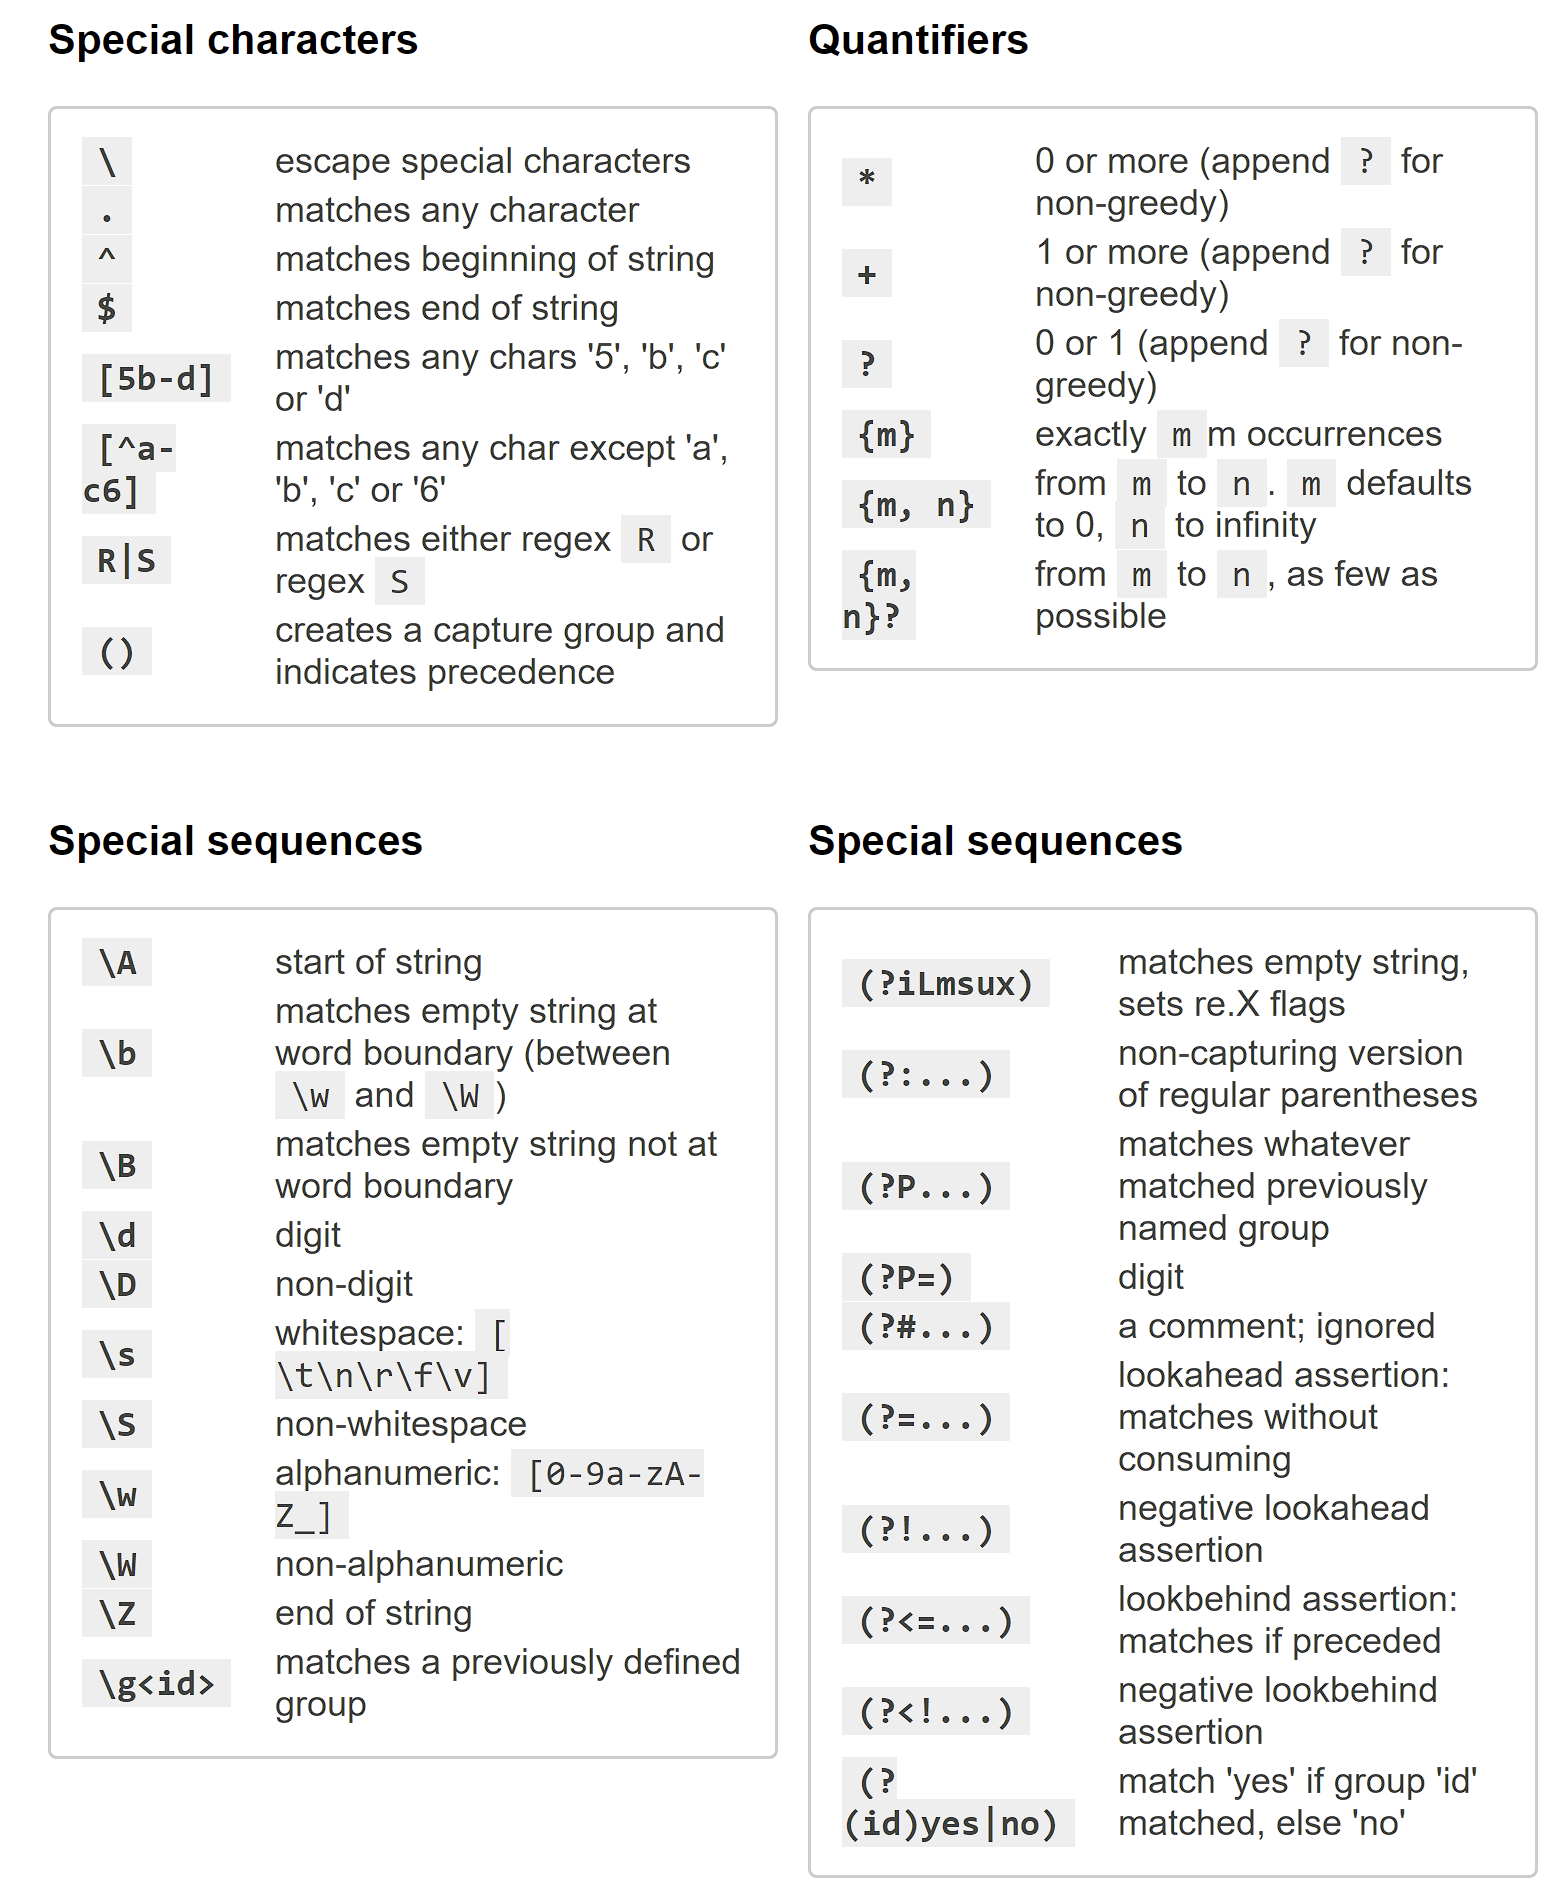 Special characters
\ escape special characters
. matches any character
^ matches beginning of string
$ matches end of string
[5b-d] matches any chars '5', 'b', 'c'
or 'd'
[^a-
c6]
matches any char except 'a',
'b', 'c' or '6'
R|S
matches either regex R or
regex S
()
creates a capture group and
indicates precedence
Quantifiers
*
0 or more (append ? for
non-greedy)
+
1 or more (append ? for
non-greedy)
?
0 or 1 (append ? for non-
greedy)
{m} exactly m m occurrences
{m, n}
from m to n . m defaults
to 0, n to infinity
{m,
n}?
from m to n , as few as
possible
Special sequences
\A start of string
\b
matches empty string at
word boundary (between
\w and \W )
\B
matches empty string not at
word boundary
\d digit
\D non-digit
\s
whitespace: [
\t\n\r\f\v]
\S non-whitespace
\w
alphanumeric: [0-9a-zA-
Z_]
\W non-alphanumeric
\Z end of string
\g<id>
matches a previously defined
group
Special sequences
(?iLmsux)
matches empty string,
sets re.X flags
(?:...)
non-capturing version
of regular parentheses
(?P...)
matches whatever
matched previously
named group
(?P=) digit
(?#...) a comment; ignored
(?=...)
lookahead assertion:
matches without
consuming
(?!...)
negative lookahead
assertion
(?<=...)
lookbehind assertion:
matches if preceded
(?<!...)
negative lookbehind
assertion
(?
(id)yes|no)
match 'yes' if group 'id'
matched, else 'no'